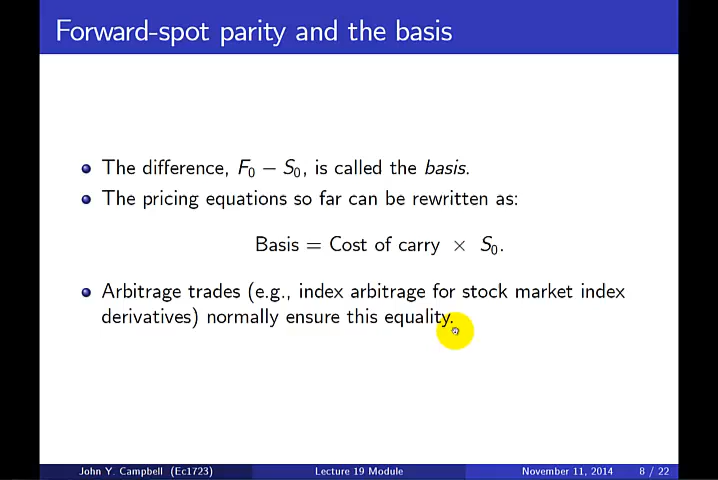 Forward-spot parity and the basis
The difference, F₀ − S₀, is called the basis.
The pricing equations so far can be rewritten as:
Basis = Cost of carry × S₀.
Arbitrage trades (e.g., index arbitrage for stock market index
derivatives) normally ensure this equality.
John Y. Campbell (Ec1723) Lecture 19 Module November 11, 2014 8 / 22